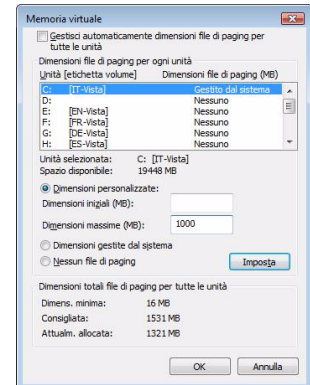 Memoria virtuale
Gestisci automaticamente dimensioni file di paging per
tutte le unità
Dimensioni file di paging per ogni unità
Unità [etichetta volume] Dimensioni file di paging (MB)
C: [IT-Vista] Gestito dal sistema
D: Nessuno
E: [EN-Vista] Nessuno
F: [FR-Vista] Nessuno
G: [DE-Vista] Nessuno
H: [ES-Vista] Nessuno
Unità selezionata: C: [IT-Vista]
Spazio disponibile: 19448 MB
Dimensioni personalizzate:
Dimensioni iniziali (MB):
Dimensioni massime (MB): 1000
Dimensioni gestite dal sistema
Nessun file di paging Imposta
Dimensioni totali file di paging per tutte le unità
Dimens. minima: 16 MB
Consigliata: 1531 MB
Attualm. allocata: 1321 MB
OK Annulla